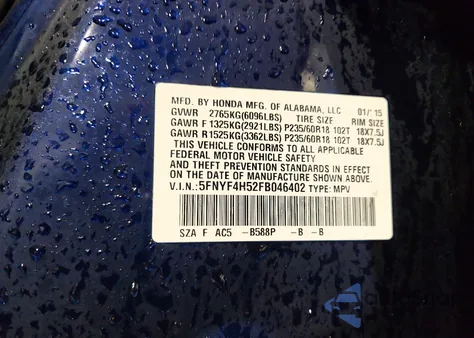 MFD. BY HONDA MFG. OF ALABAMA, LLC 01/15
GVWR 2765KG(6096LBS) TIRE SIZE RIM SIZE
GAWR F 1325KG(2921LBS) P235/60R18 102T 18X7.5J
GAWR R 1525KG(3362LBS) P235/60R18 102T 18X7.5J
THIS VEHICLE CONFORMS TO ALL APPLICABLE
FEDERAL MOTOR VEHICLE SAFETY
AND THEFT PREVENTION STANDARDS IN EFFECT
ON THE DATE OF MANUFACTURE SHOWN ABOVE.
V.I.N.:5FNYF4H52FB046402 TYPE: MPV
SZA F AC5 -B588P -B -B